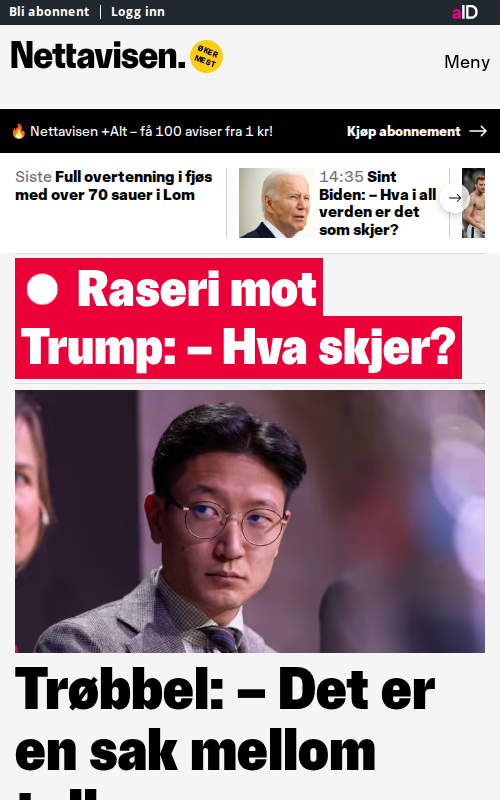 Bli abonnent
Logg inn
aID
Nettavisen.
ØKER
MEST
Meny
🔥 Nettavisen +Alt – få 100 aviser fra 1 kr!
Kjøp abonnement →
Siste Full overtenning i fjøs
med over 70 sauer i Lom
14:35 Sint
Biden: – Hva i all
verden er det
som skjer?
Raseri mot
Trump: – Hva skjer?
Trøbbel: – Det er
en sak mellom